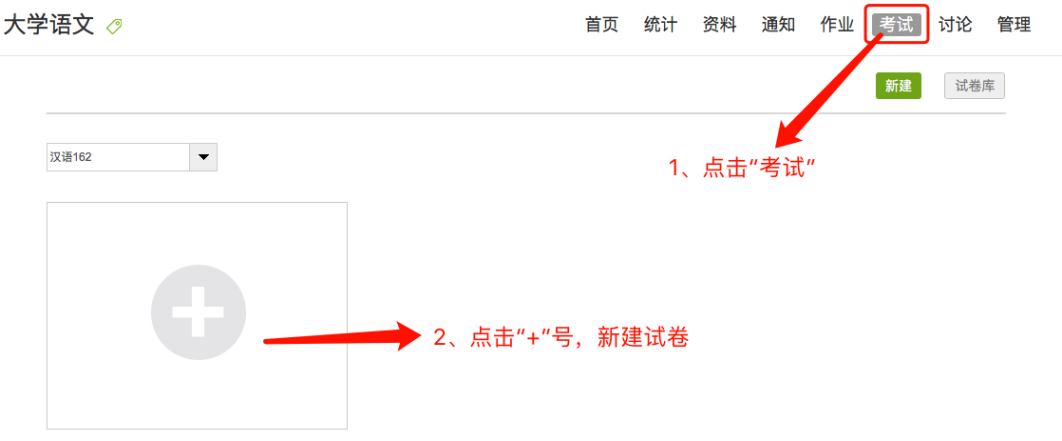 大学语文
首页 统计 资料 通知 作业 考试 讨论 管理
新建 试卷库
汉语162
1、点击“考试”
2、点击“+”号，新建试卷